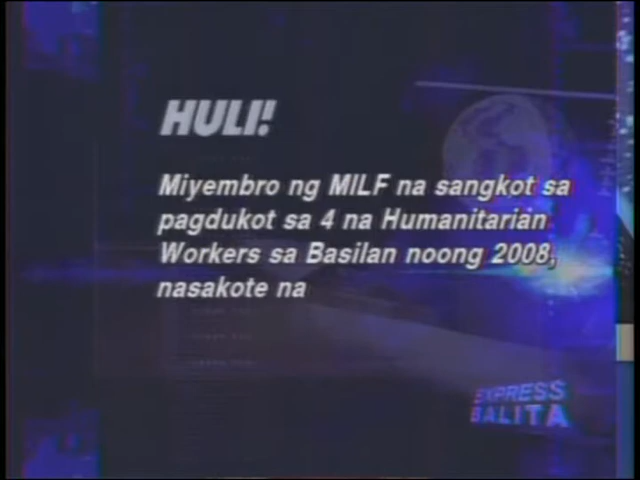 HULI!
Miyembro ng MILF na sangkot sa
pagdukot sa 4 na Humanitarian
Workers sa Basilan noong 2008,
nasakote na
EXPRESS
BALITA